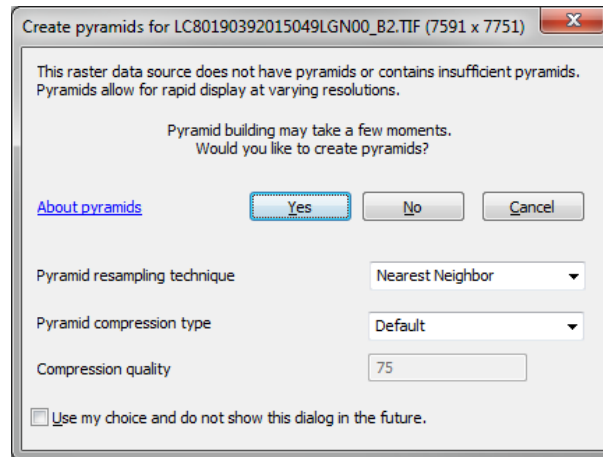 Create pyramids for LC80190392015049LGN00_B2.TIF (7591 x 7751)
This raster data source does not have pyramids or contains insufficient pyramids.
Pyramids allow for rapid display at varying resolutions.
Pyramid building may take a few moments.
Would you like to create pyramids?
About pyramids Yes No Cancel
Pyramid resampling technique Nearest Neighbor
Pyramid compression type Default
Compression quality 75
Use my choice and do not show this dialog in the future.